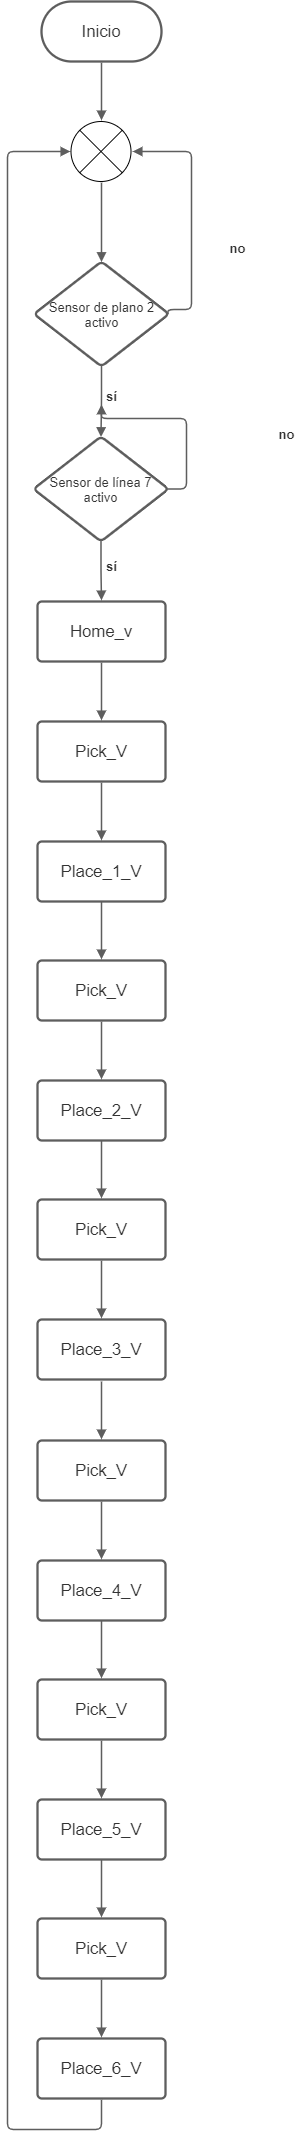 Inicio
no
Sensor de plano 2
activo
sí
no
Sensor de línea 7
activo
sí
Home_v
Pick_V
Place_1_V
Pick_V
Place_2_V
Pick_V
Place_3_V
Pick_V
Place_4_V
Pick_V
Place_5_V
Pick_V
Place_6_V